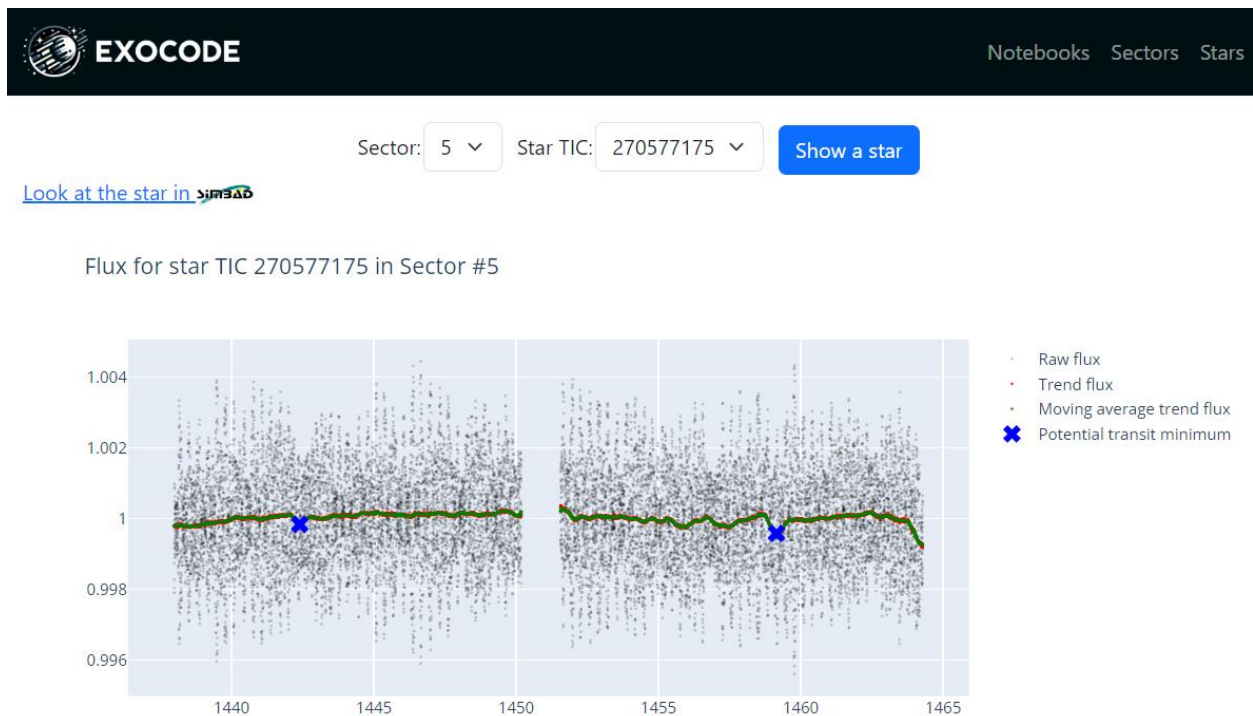 EXOCODE
Notebooks Sectors Stars
Sector: 5 Star TIC: 270577175 Show a star
Look at the star in SIMBAD
Flux for star TIC 270577175 in Sector #5
Raw flux
Trend flux
Moving average trend flux
Potential transit minimum
1.004
1.002
1
0.998
0.996
1440 1445 1450 1455 1460 1465